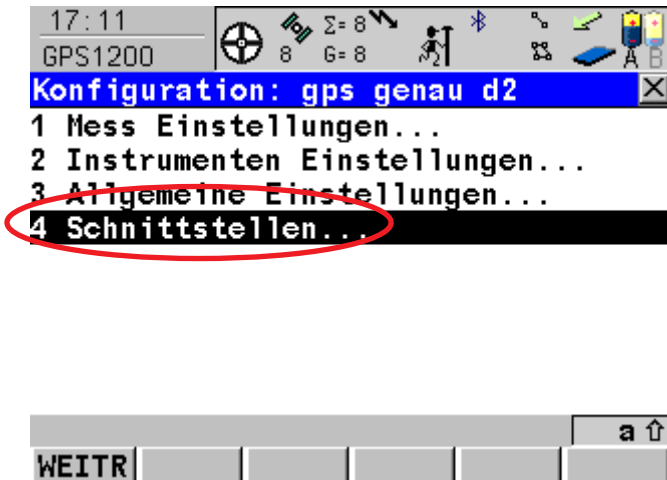 17:11
GPS1200
8
Σ= 8
G= 8
2
A B
Konfiguration: gps genau d2
1 Mess Einstellungen...
2 Instrumenten Einstellungen...
3 Allgemeine Einstellungen...
4 Schnittstellen...
a
WEITR